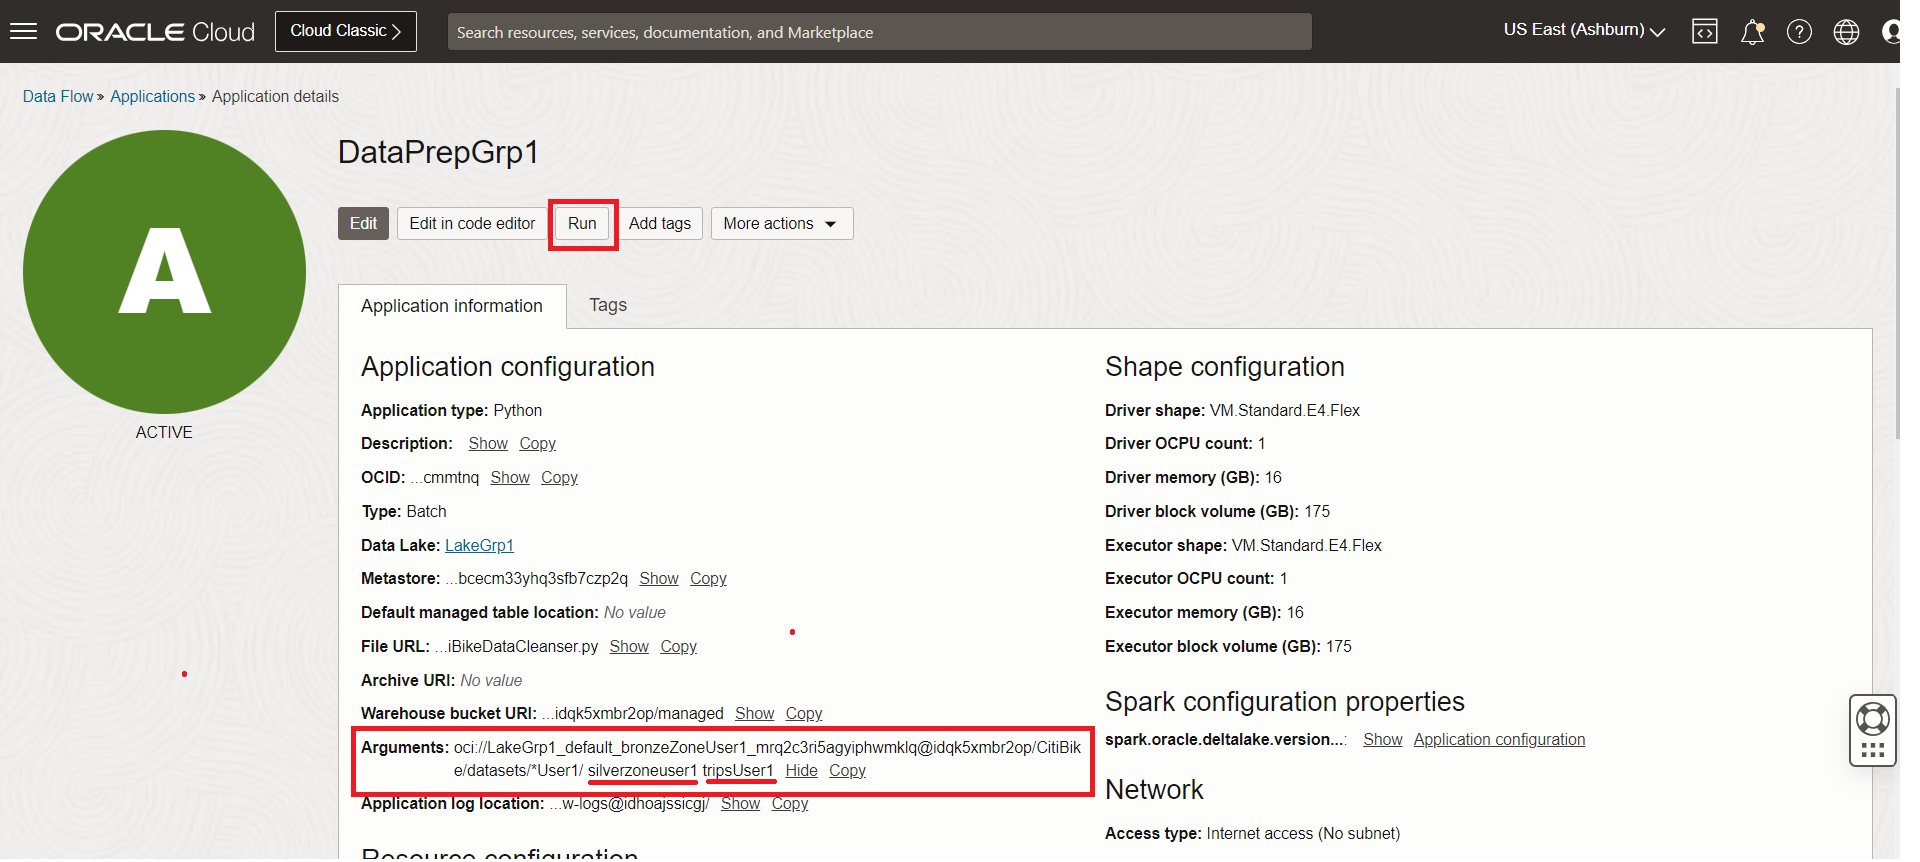 ORACLE Cloud
Cloud Classic >
Search resources, services, documentation, and Marketplace
US East (Ashburn)
Data Flow » Applications » Application details
A
ACTIVE
DataPrepGrp1
Edit
Edit in code editor
Run
Add tags
More actions
Application information
Tags
Application configuration
Application type: Python
Description: Show Copy
OCID: ...cmmtnq Show Copy
Type: Batch
Data Lake: LakeGrp1
Metastore: ...bcecm33yhq3sfb7czp2q Show Copy
Default managed table location: No value
File URL: ...iBikeDataCleanser.py Show Copy
Archive URI: No value
Warehouse bucket URI: ...idqk5xmbr2op/managed Show Copy
Arguments: oci://LakeGrp1_default_bronzeZoneUser1_mrq2c3ri5agyiphwmklq@idqk5xmbr2op/CitiBik
e/datasets/*User1/ silverzoneuser1 tripsUser1 Hide Copy
Application log location: ...w-logs@idhoajssicgj/ Show Copy
Resource configuration
Shape configuration
Driver shape: VM.Standard.E4.Flex
Driver OCPU count: 1
Driver memory (GB): 16
Driver block volume (GB): 175
Executor shape: VM.Standard.E4.Flex
Executor OCPU count: 1
Executor memory (GB): 16
Executor block volume (GB): 175
Spark configuration properties
spark.oracle.deltalake.version...: Show Application configuration
Network
Access type: Internet access (No subnet)